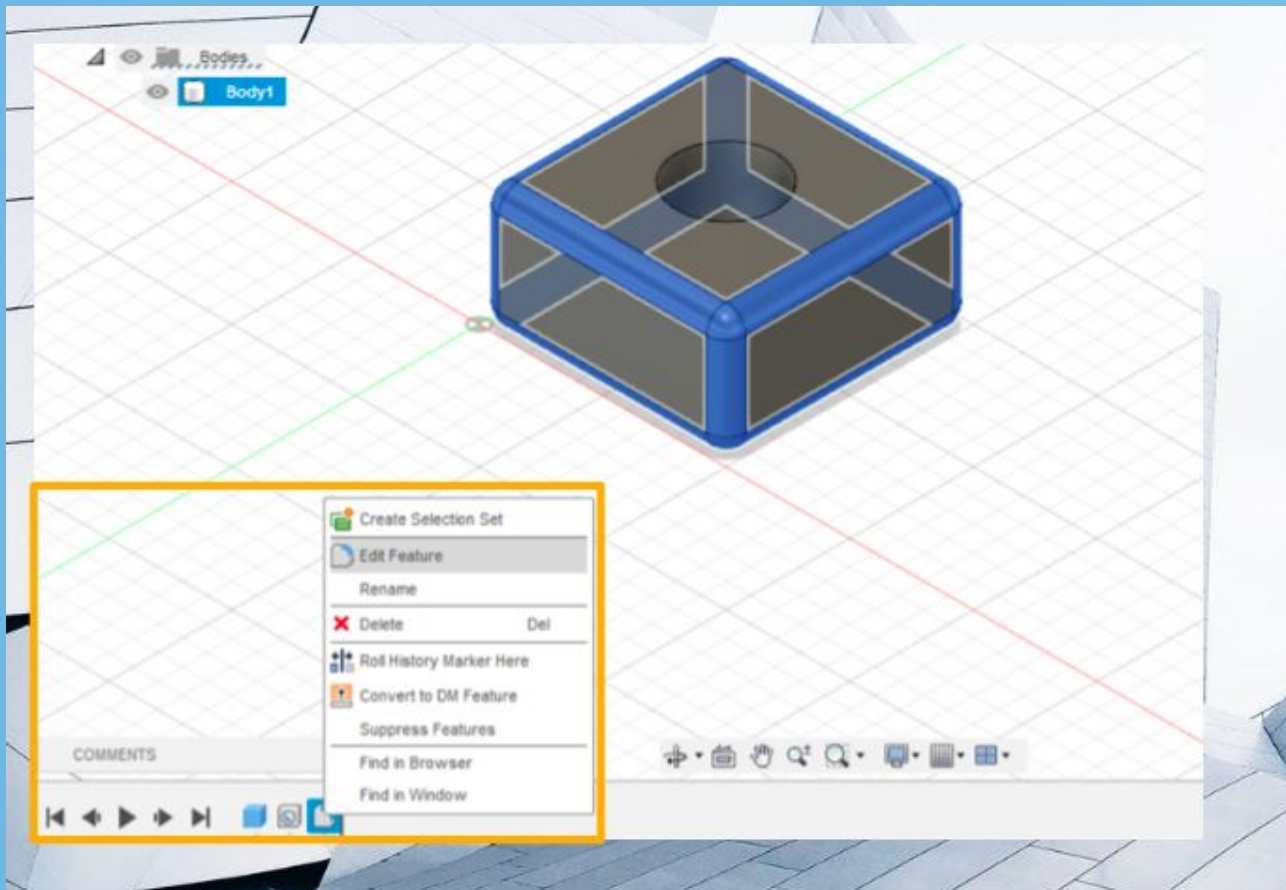 Bodies
Body1
Create Selection Set
Edit Feature
Rename
Delete Del
Roll History Marker Here
Convert to DM Feature
Suppress Features
Find in Browser
Find in Window
COMMENTS